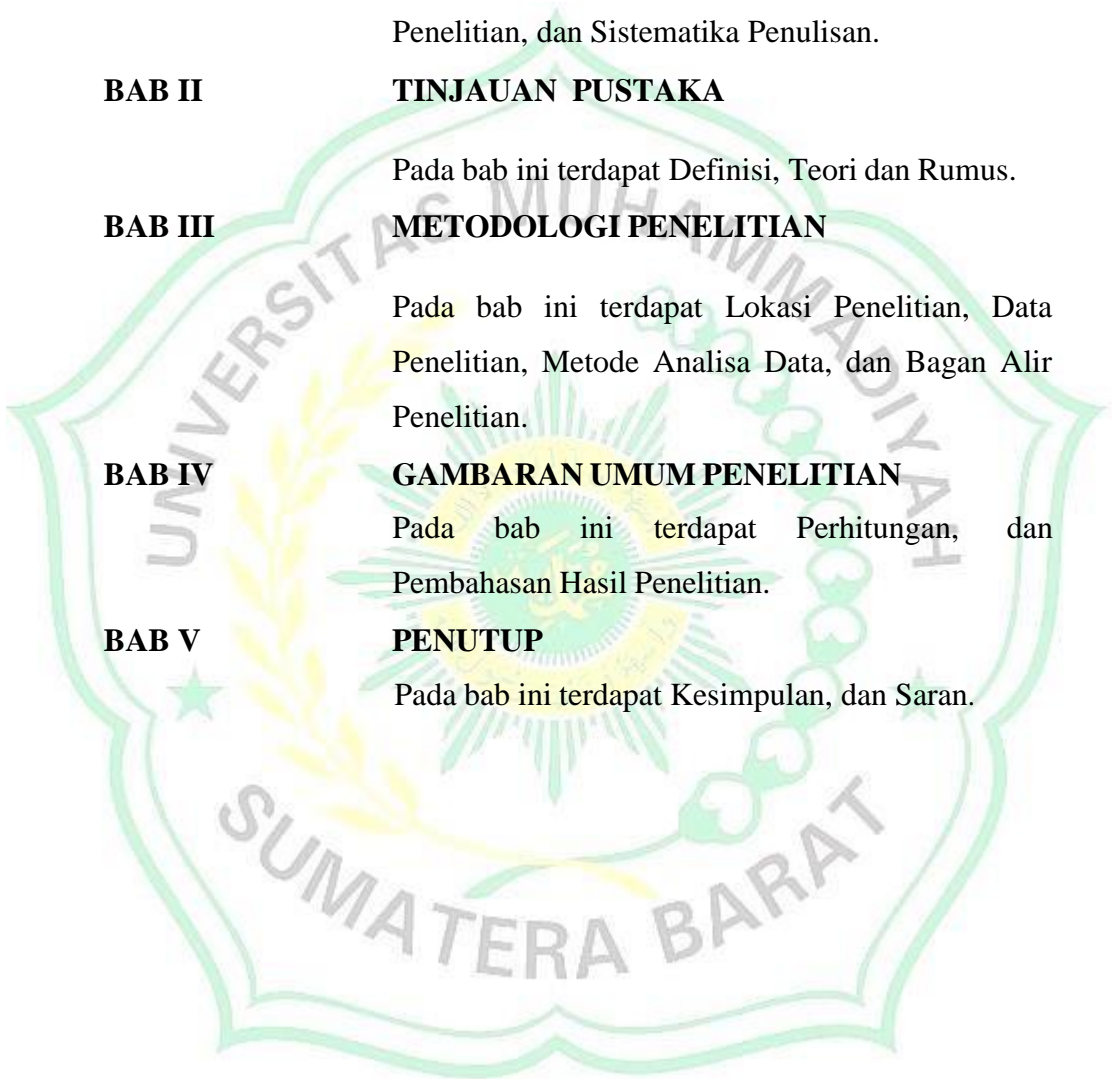 Penelitian, dan Sistematika Penulisan.
BAB II TINJAUAN PUSTAKA
Pada bab ini terdapat Definisi, Teori dan Rumus.
BAB III METODOLOGI PENELITIAN
Pada bab ini terdapat Lokasi Penelitian, Data
Penelitian, Metode Analisa Data, dan Bagan Alir
Penelitian.
BAB IV GAMBARAN UMUM PENELITIAN
Pada bab ini terdapat Perhitungan, dan
Pembahasan Hasil Penelitian.
BAB V PENUTUP
Pada bab ini terdapat Kesimpulan, dan Saran.
UNIVERSITAS MUHAMMADIYAH
SUMATERA BARAT